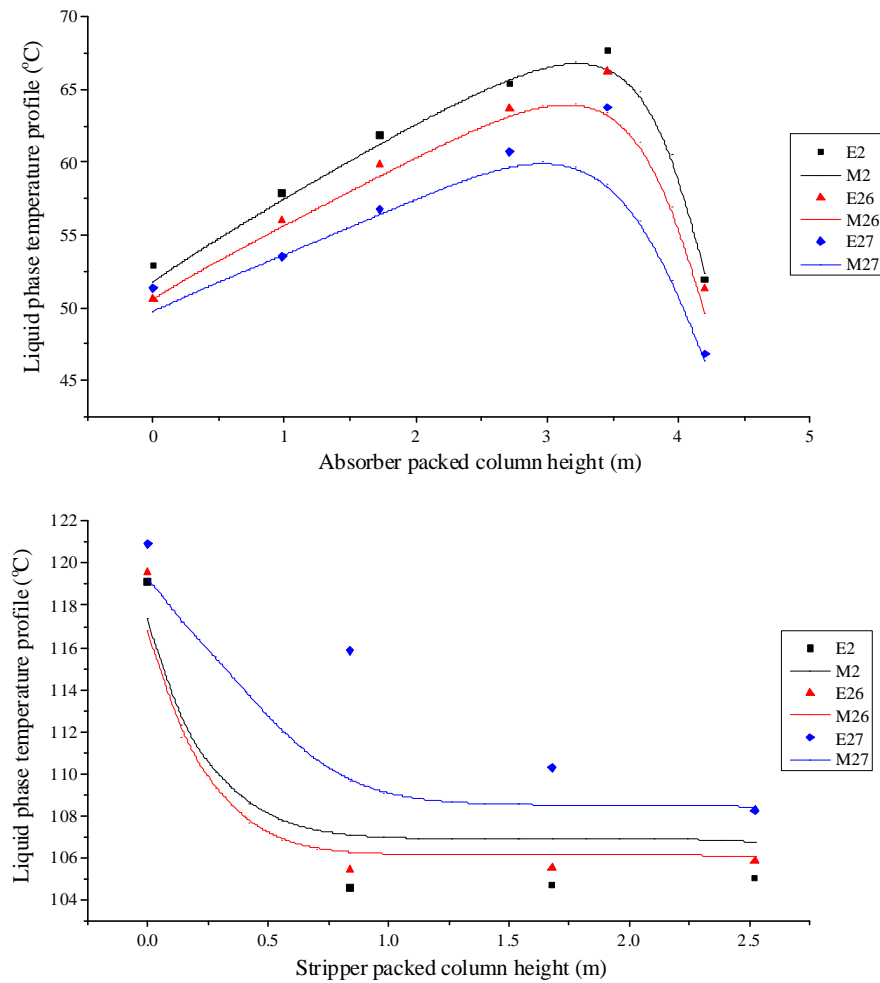 70
65
60
55
50
45
0
1
2
3
4
5
Liquid phase temperature profile (°C)
Absorber packed column height (m)
E2
M2
E26
M26
E27
M27
122
120
118
116
114
112
110
108
106
104
0.0
0.5
1.0
1.5
2.0
2.5
Liquid phase temperature profile (°C)
Stripper packed column height (m)
E2
M2
E26
M26
E27
M27